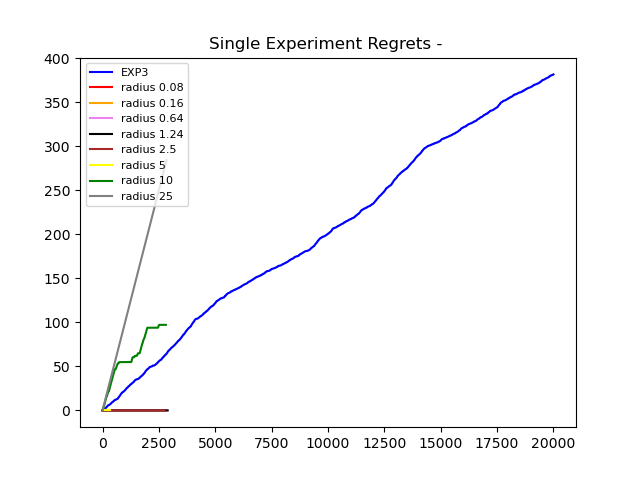 Single Experiment Regrets -
400
350
300
250
200
150
100
50
0
EXP3
radius 0.08
radius 0.16
radius 0.64
radius 1.24
radius 2.5
radius 5
radius 10
radius 25
0 2500 5000 7500 10000 12500 15000 17500 20000